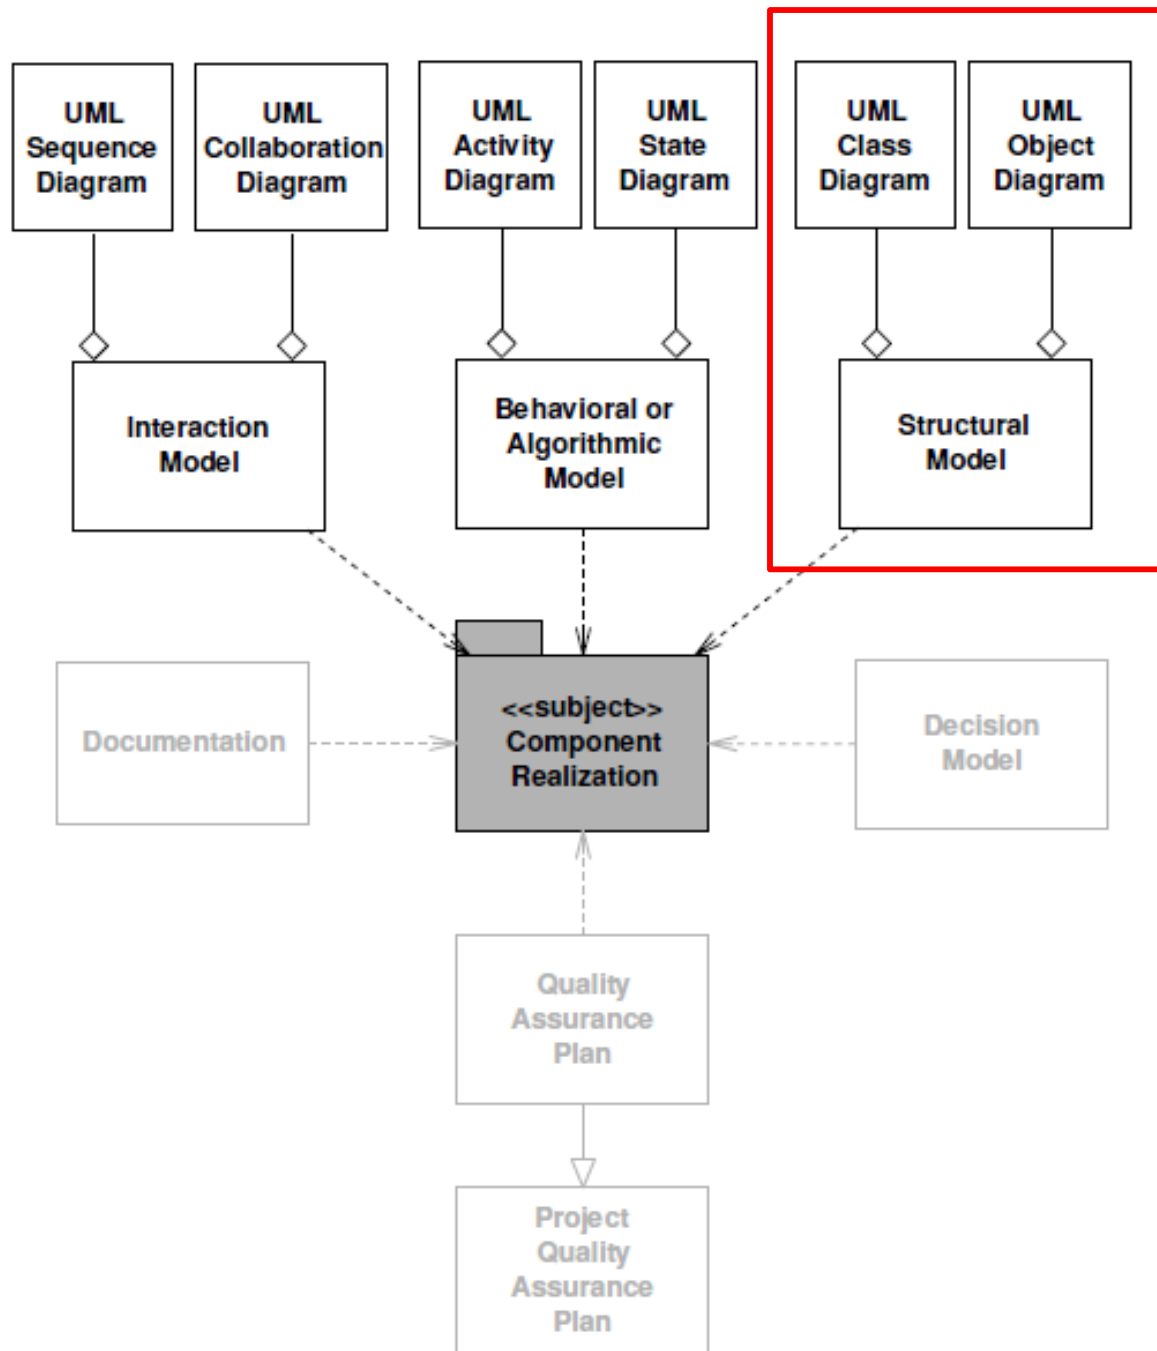 UML
Sequence
Diagram
UML
Collaboration
Diagram
UML
Activity
Diagram
UML
State
Diagram
UML
Class
Diagram
UML
Object
Diagram
Interaction
Model
Behavioral or
Algorithmic
Model
Structural
Model
Documentation
<<subject>>
Component
Realization
Decision
Model
Quality
Assurance
Plan
Project
Quality
Assurance
Plan